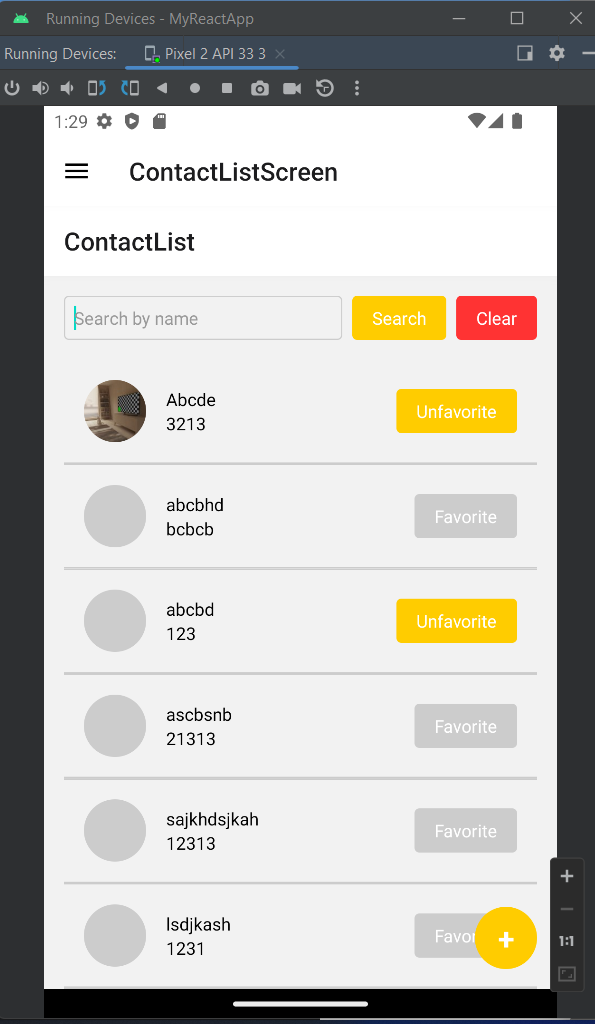 Running Devices - MyReactApp
Running Devices: Pixel 2 API 33 3
1:29
ContactListScreen
ContactList
Search by name Search Clear
Abcde
3213
Unfavorite
abcbhd
bcbcb
Favorite
abcbd
123
Unfavorite
ascbsnb
21313
Favorite
sajkhdsjkah
12313
Favorite
1:1
lsdjkash
1231
+